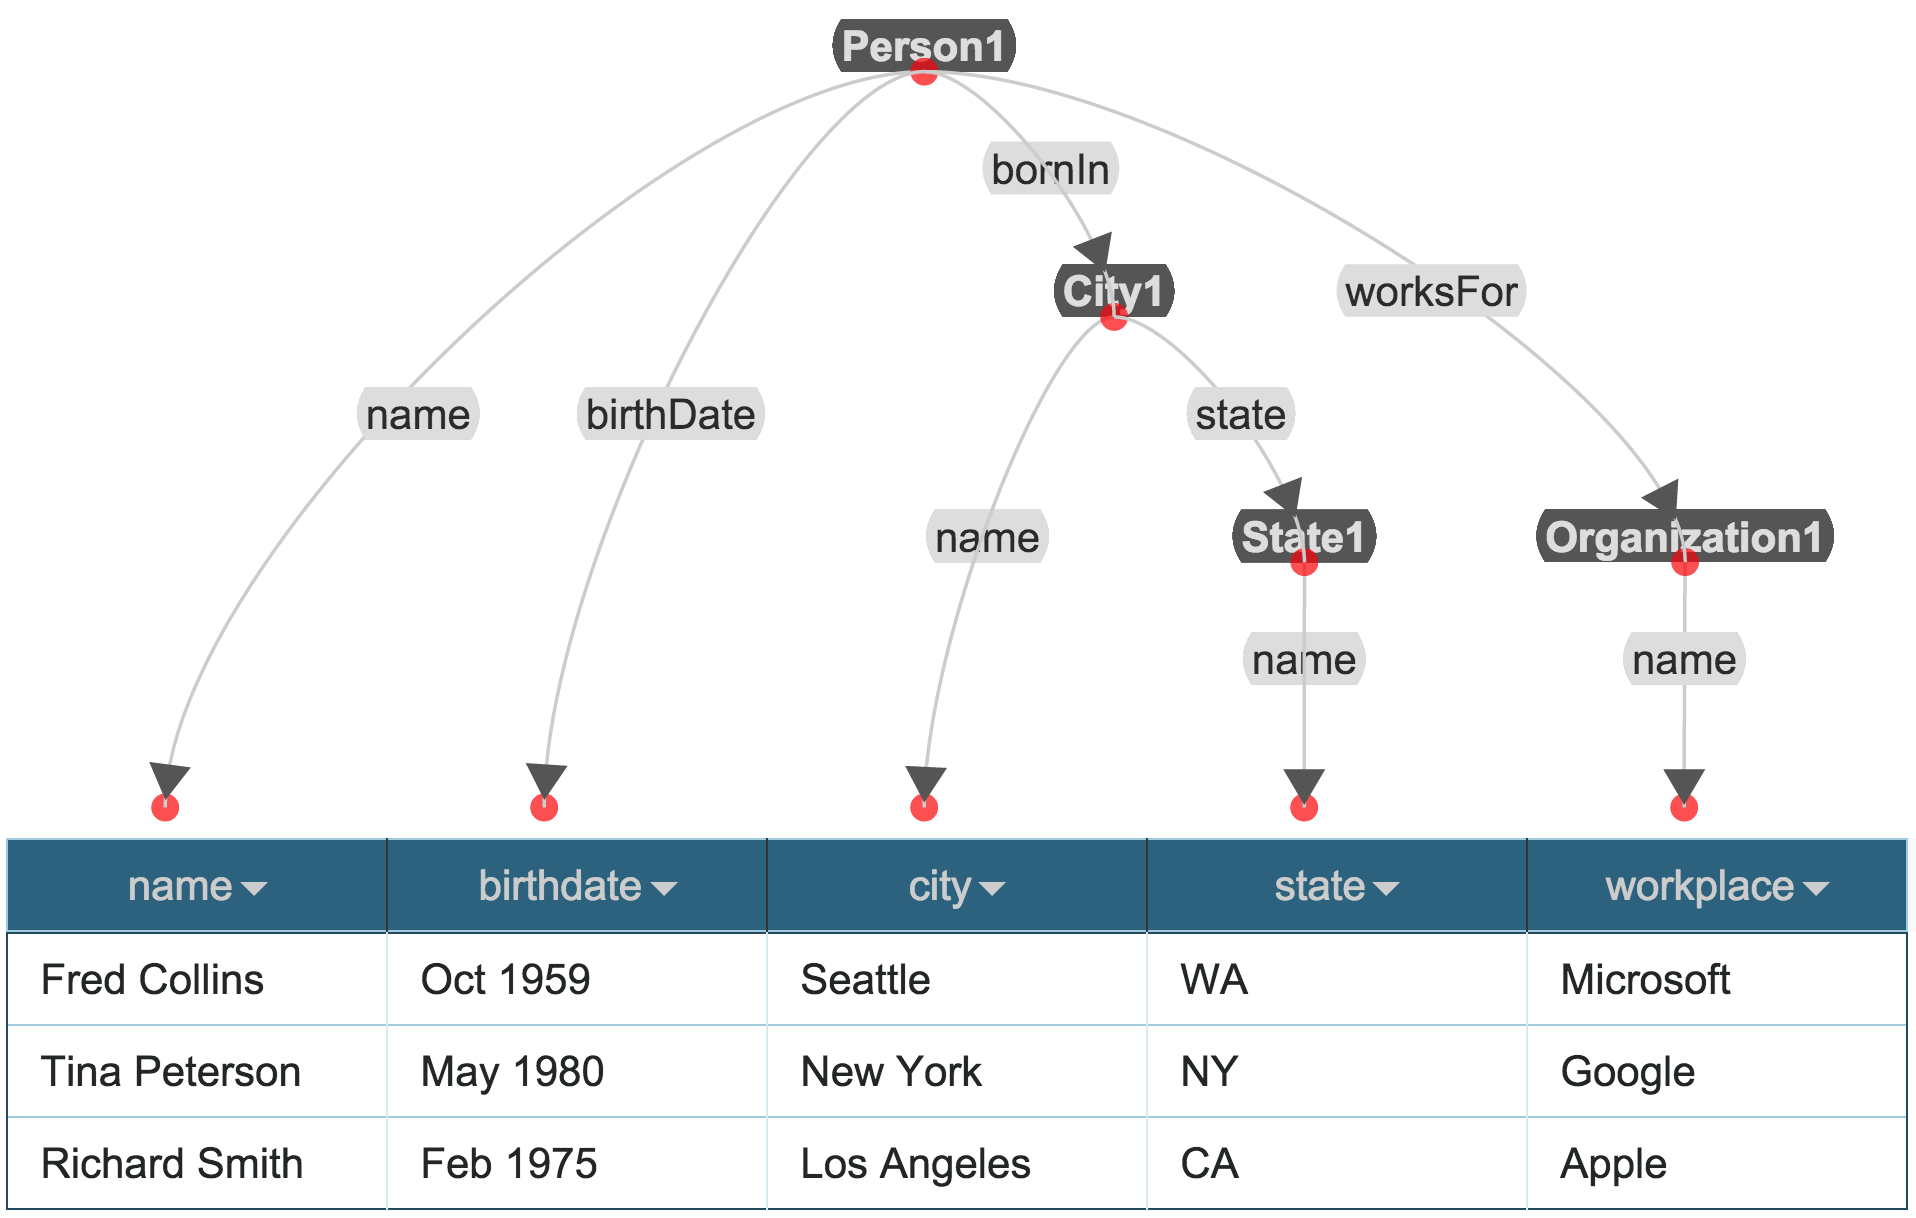 Person1
bornIn
City1
worksFor
name
birthDate
state
name
State1
Organization1
name
name
name birthdate city state workplace
Fred Collins Oct 1959 Seattle WA Microsoft
Tina Peterson May 1980 New York NY Google
Richard Smith Feb 1975 Los Angeles CA Apple